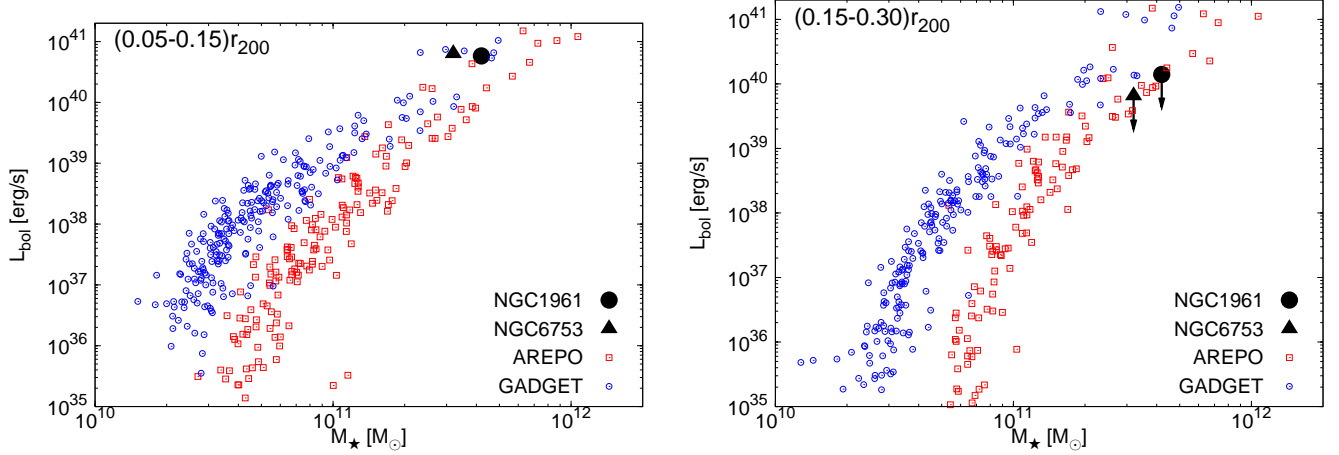 (0.05-0.15)r200
L_bol [erg/s]
10^41
10^40
10^39
10^38
10^37
10^36
10^35
NGC1961
NGC6753
AREPO
GADGET
10^10
10^11
10^12
M★ [M☉]
(0.15-0.30)r200
L_bol [erg/s]
10^41
10^40
10^39
10^38
10^37
10^36
10^35
NGC1961
NGC6753
AREPO
GADGET
10^10
10^11
10^12
M★ [M☉]